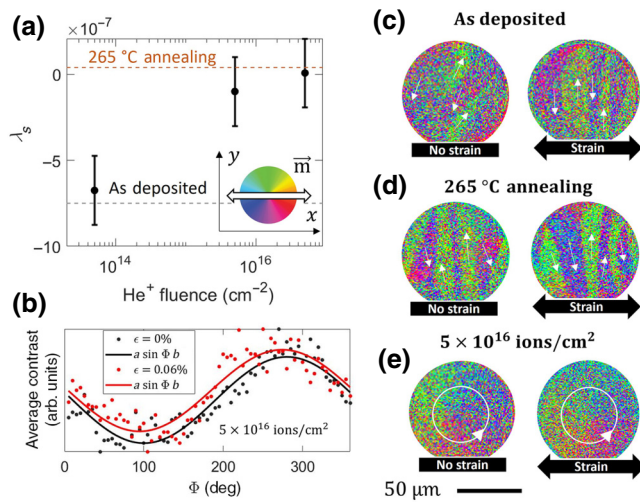 (a)
×10⁻⁷
265 °C annealing
0
−5
−10
λₛ
As deposited
y
m⃗
x
10¹⁴
10¹⁶
He⁺ fluence (cm⁻²)
(b)
Average contrast
(arb. units)
ϵ = 0%
a sin Φ b
ϵ = 0.06%
a sin Φ b
5 × 10¹⁶ ions/cm²
0
100
200
300
Φ (deg)
(c)
As deposited
No strain
Strain
(d)
265 °C annealing
No strain
Strain
(e)
5 × 10¹⁶ ions/cm²
No strain
Strain
50 μm